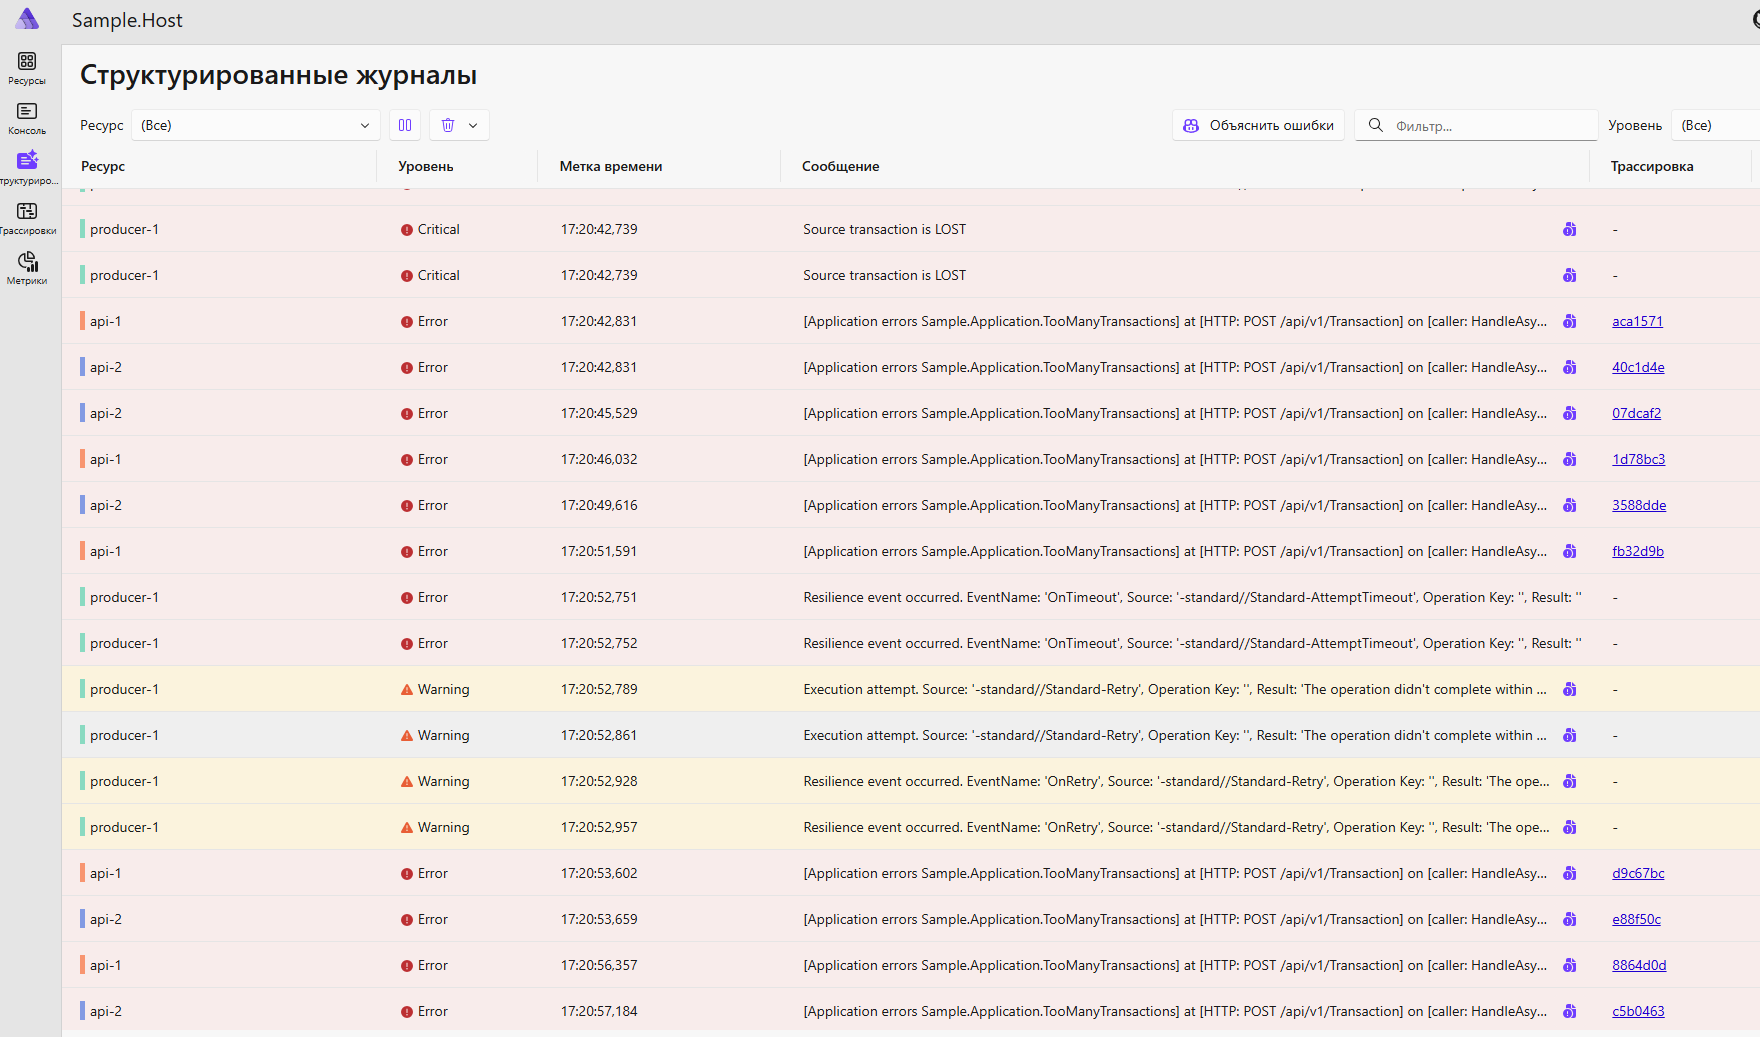 Sample.Host
Структурированные журналы
Ресурсы
Консоль
труктуриро...
Трассировки
Метрики
Ресурс (Все) Объяснить ошибки Фильтр... Уровень (Все)
Ресурс Уровень Метка времени Сообщение Трассировка
producer-1 Critical 17:20:42,739 Source transaction is LOST -
producer-1 Critical 17:20:42,739 Source transaction is LOST -
api-1 Error 17:20:42,831 [Application errors Sample.Application.TooManyTransactions] at [HTTP: POST /api/v1/Transaction] on [caller: HandleAsy... aca1571
api-2 Error 17:20:42,831 [Application errors Sample.Application.TooManyTransactions] at [HTTP: POST /api/v1/Transaction] on [caller: HandleAsy... 40c1d4e
api-2 Error 17:20:45,529 [Application errors Sample.Application.TooManyTransactions] at [HTTP: POST /api/v1/Transaction] on [caller: HandleAsy... 07dcaf2
api-1 Error 17:20:46,032 [Application errors Sample.Application.TooManyTransactions] at [HTTP: POST /api/v1/Transaction] on [caller: HandleAsy... 1d78bc3
api-2 Error 17:20:49,616 [Application errors Sample.Application.TooManyTransactions] at [HTTP: POST /api/v1/Transaction] on [caller: HandleAsy... 3588dde
api-1 Error 17:20:51,591 [Application errors Sample.Application.TooManyTransactions] at [HTTP: POST /api/v1/Transaction] on [caller: HandleAsy... fb32d9b
producer-1 Error 17:20:52,751 Resilience event occurred. EventName: 'OnTimeout', Source: '-standard//Standard-AttemptTimeout', Operation Key: '', Result: '' -
producer-1 Error 17:20:52,752 Resilience event occurred. EventName: 'OnTimeout', Source: '-standard//Standard-AttemptTimeout', Operation Key: '', Result: '' -
producer-1 Warning 17:20:52,789 Execution attempt. Source: '-standard//Standard-Retry', Operation Key: '', Result: 'The operation didn't complete within ... -
producer-1 Warning 17:20:52,861 Execution attempt. Source: '-standard//Standard-Retry', Operation Key: '', Result: 'The operation didn't complete within ... -
producer-1 Warning 17:20:52,928 Resilience event occurred. EventName: 'OnRetry', Source: '-standard//Standard-Retry', Operation Key: '', Result: 'The ope... -
producer-1 Warning 17:20:52,957 Resilience event occurred. EventName: 'OnRetry', Source: '-standard//Standard-Retry', Operation Key: '', Result: 'The ope... -
api-1 Error 17:20:53,602 [Application errors Sample.Application.TooManyTransactions] at [HTTP: POST /api/v1/Transaction] on [caller: HandleAsy... d9c67bc
api-2 Error 17:20:53,659 [Application errors Sample.Application.TooManyTransactions] at [HTTP: POST /api/v1/Transaction] on [caller: HandleAsy... e88f50c
api-1 Error 17:20:56,357 [Application errors Sample.Application.TooManyTransactions] at [HTTP: POST /api/v1/Transaction] on [caller: HandleAsy... 8864d0d
api-2 Error 17:20:57,184 [Application errors Sample.Application.TooManyTransactions] at [HTTP: POST /api/v1/Transaction] on [caller: HandleAsy... c5b0463